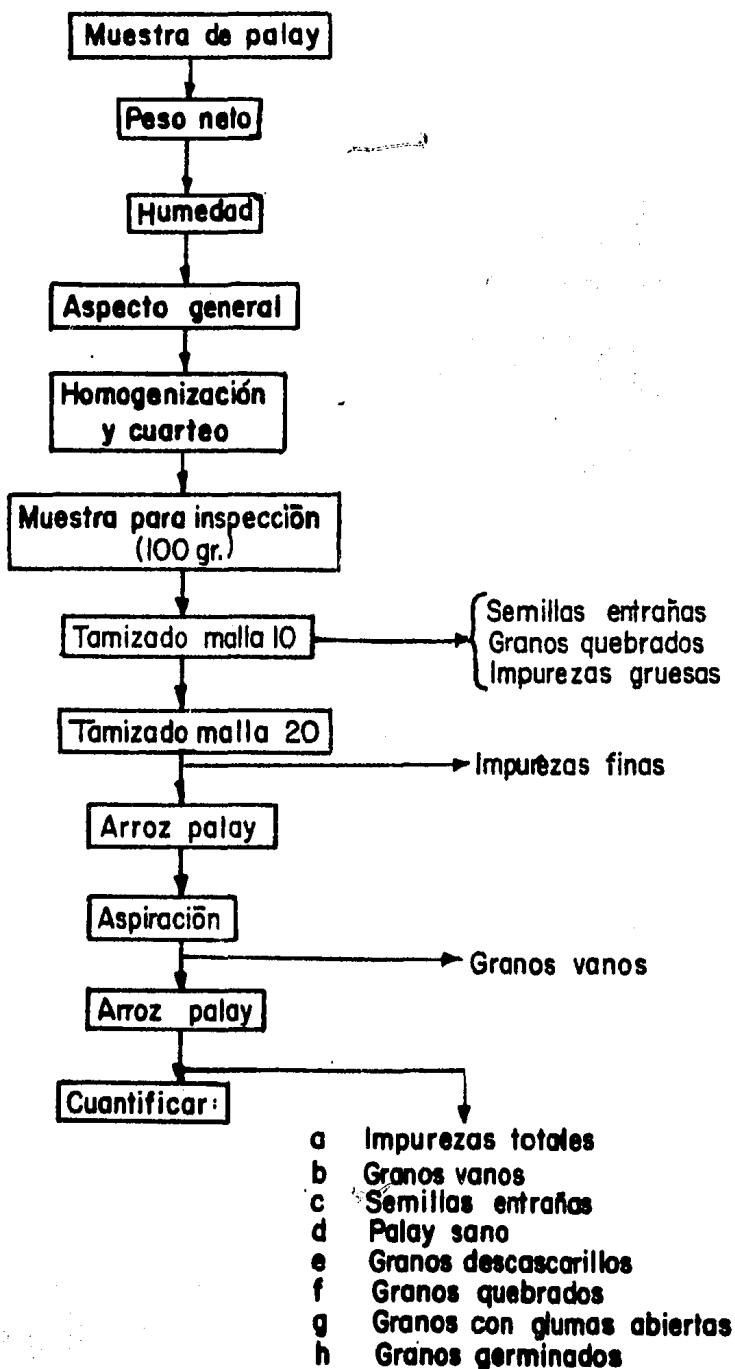 Muestra de palay
Peso neto
Humedad
Aspecto general
Homogenización
y cuarteo
Muestra para inspección
(100 gr.)
Tamizado malla 10
Semillas entrañas
Granos quebrados
Impurezas gruesas
Tamizado malla 20
Impurezas finas
Arroz palay
Aspiración
Granos vanos
Arroz palay
Cuantificar:
a Impurezas totales
b Granos vanos
c Semillas entrañas
d Palay sano
e Granos descascarillos
f Granos quebrados
g Granos con glumas abiertas
h Granos germinados